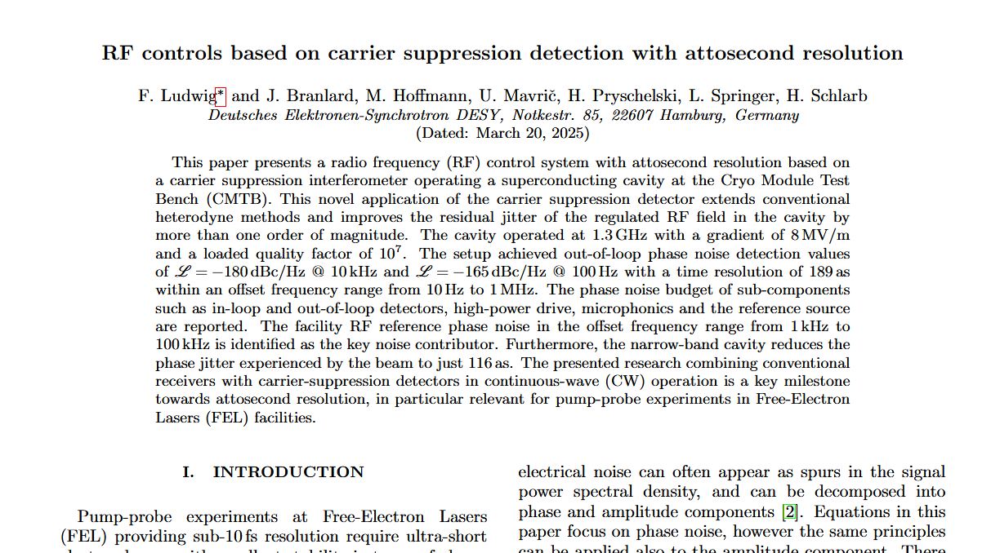 RF controls based on carrier suppression detection with attosecond resolution
F. Ludwig* and J. Branlard, M. Hoffmann, U. Mavrič, H. Pryschelski, L. Springer, H. Schlarb
Deutsches Elektronen-Synchrotron DESY, Notkestr. 85, 22607 Hamburg, Germany
(Dated: March 20, 2025)
This paper presents a radio frequency (RF) control system with attosecond resolution based on
a carrier suppression interferometer operating a superconducting cavity at the Cryo Module Test
Bench (CMTB). This novel application of the carrier suppression detector extends conventional
heterodyne methods and improves the residual jitter of the regulated RF field in the cavity by
more than one order of magnitude. The cavity operated at 1.3 GHz with a gradient of 8 MV/m
and a loaded quality factor of 10⁷. The setup achieved out-of-loop phase noise detection values
of ℒ = −180 dBc/Hz @ 10 kHz and ℒ = −165 dBc/Hz @ 100 Hz with a time resolution of 189 as
within an offset frequency range from 10 Hz to 1 MHz. The phase noise budget of sub-components
such as in-loop and out-of-loop detectors, high-power drive, microphonics and the reference source
are reported. The facility RF reference phase noise in the offset frequency range from 1 kHz to
100 kHz is identified as the key noise contributor. Furthermore, the narrow-band cavity reduces the
phase jitter experienced by the beam to just 116 as. The presented research combining conventional
receivers with carrier-suppression detectors in continuous-wave (CW) operation is a key milestone
towards attosecond resolution, in particular relevant for pump-probe experiments in Free-Electron
Lasers (FEL) facilities.
I. INTRODUCTION
Pump-probe experiments at Free-Electron Lasers
(FEL) providing sub-10 fs resolution require ultra-short
electrical noise can often appear as spurs in the signal
power spectral density, and can be decomposed into
phase and amplitude components [2]. Equations in this
paper focus on phase noise, however the same principles
can be applied also to the amplitude component. There